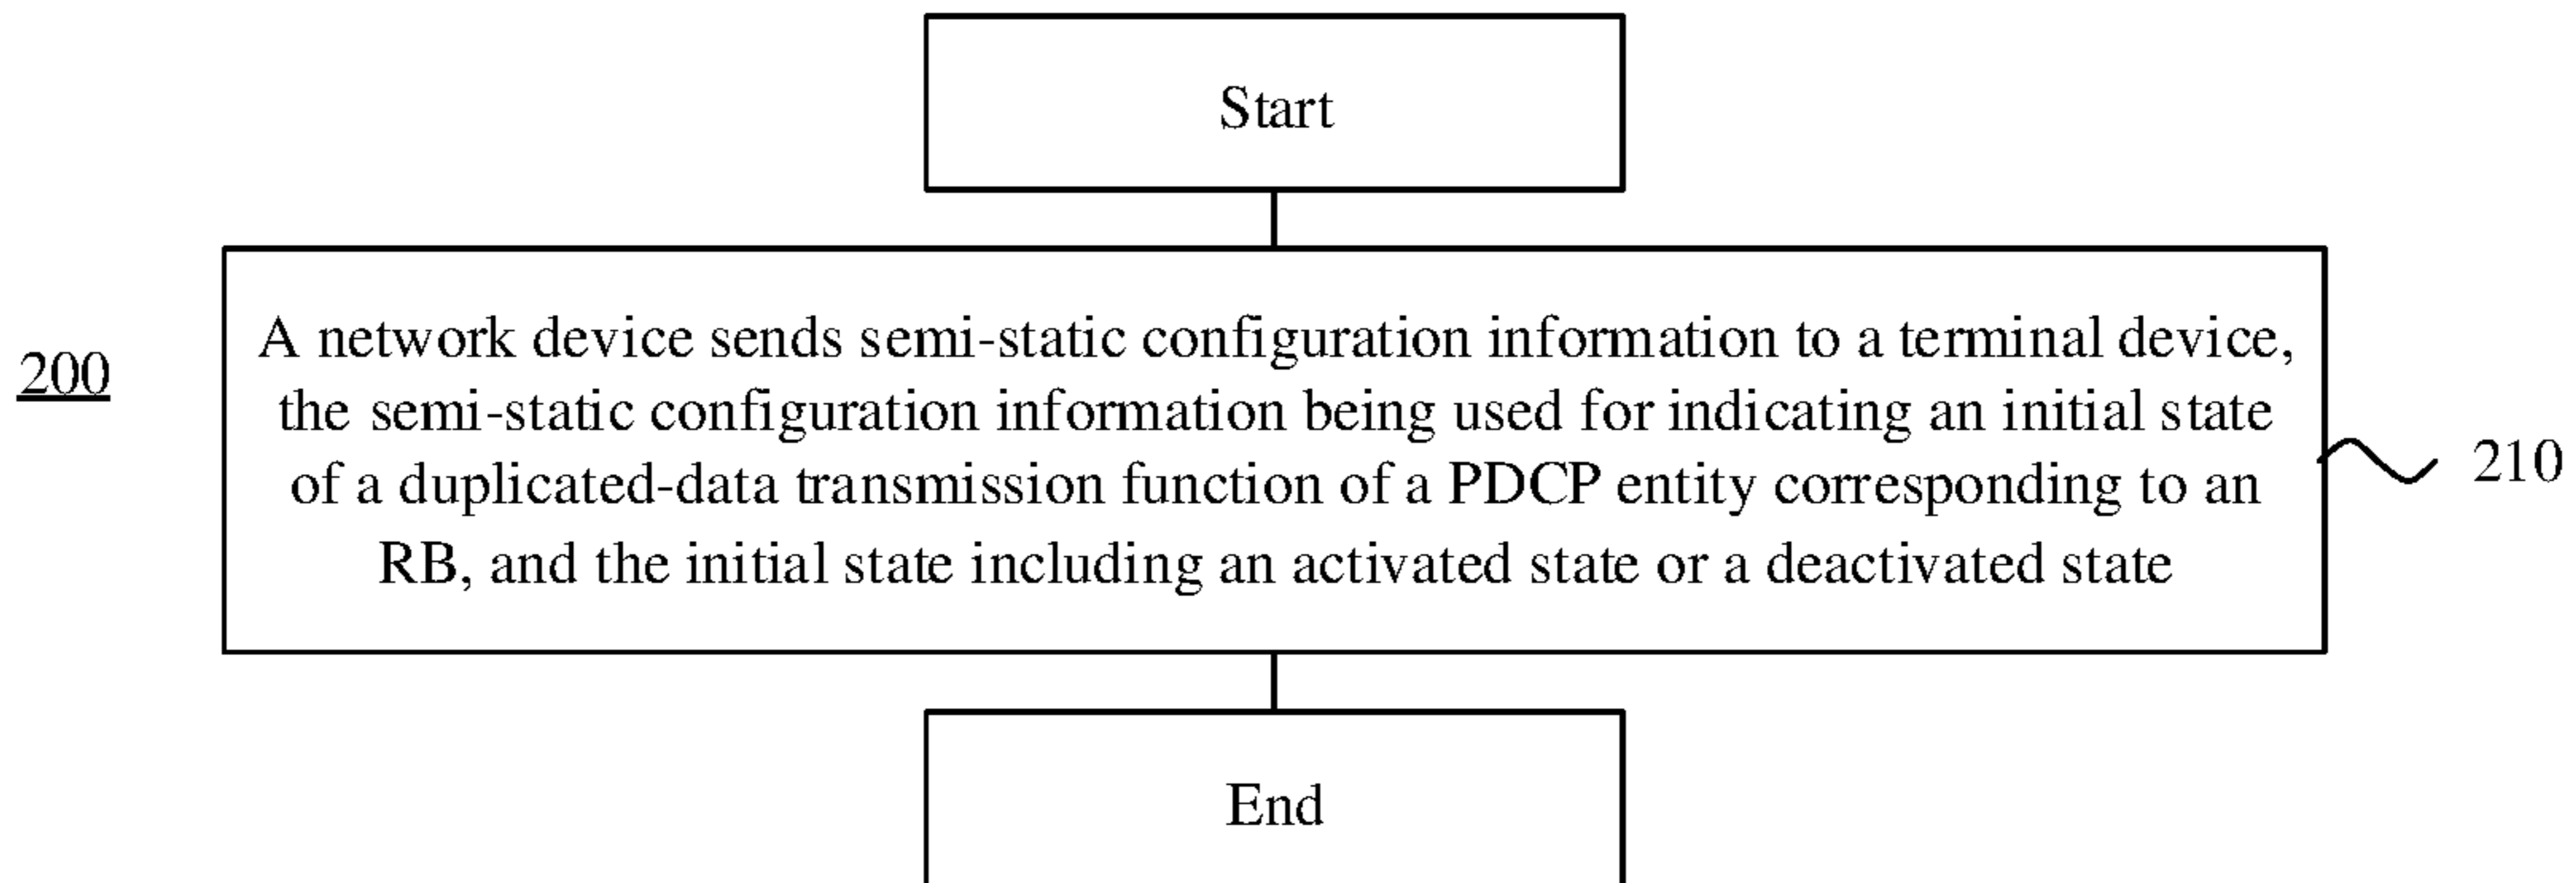 Start
200
A network device sends semi-static configuration information to a terminal device,
the semi-static configuration information being used for indicating an initial state
of a duplicated-data transmission function of a PDCP entity corresponding to an
RB, and the initial state including an activated state or a deactivated state
210
End